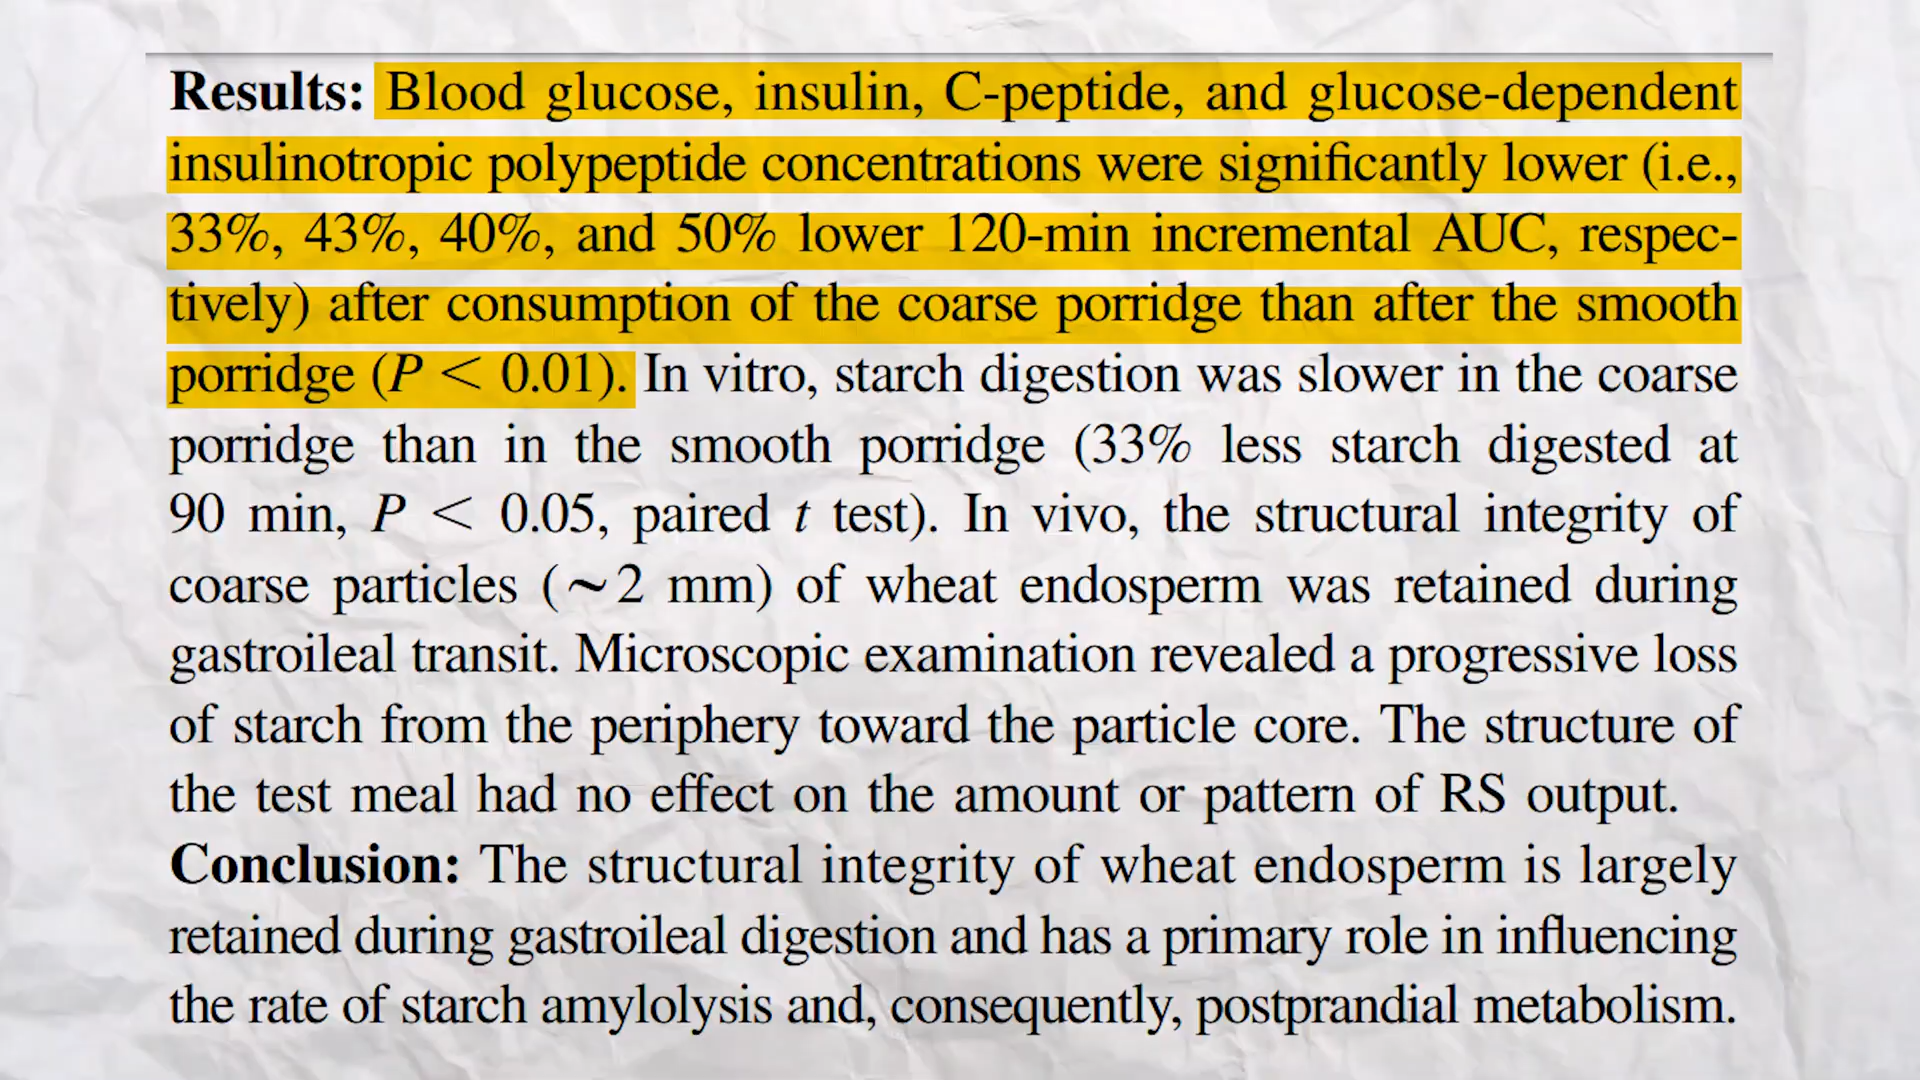 Results: Blood glucose, insulin, C-peptide, and glucose-dependent
insulinotropic polypeptide concentrations were significantly lower (i.e.,
33%, 43%, 40%, and 50% lower 120-min incremental AUC, respec-
tively) after consumption of the coarse porridge than after the smooth
porridge (P < 0.01). In vitro, starch digestion was slower in the coarse
porridge than in the smooth porridge (33% less starch digested at
90 min, P < 0.05, paired t test). In vivo, the structural integrity of
coarse particles (~2 mm) of wheat endosperm was retained during
gastroileal transit. Microscopic examination revealed a progressive loss
of starch from the periphery toward the particle core. The structure of
the test meal had no effect on the amount or pattern of RS output.
Conclusion: The structural integrity of wheat endosperm is largely
retained during gastroileal digestion and has a primary role in influencing
the rate of starch amylolysis and, consequently, postprandial metabolism.